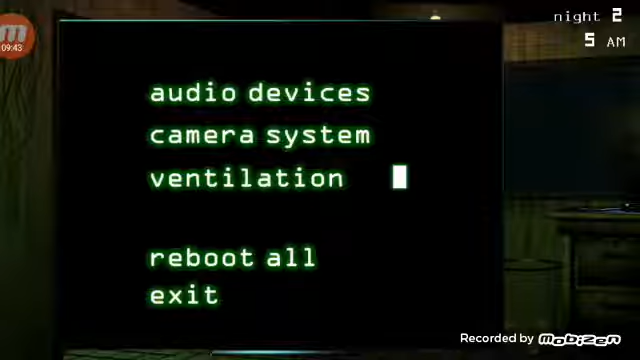 night 2
5 AM
09:43
audio devices
camera system
ventilation
reboot all
exit
Recorded by mobizen